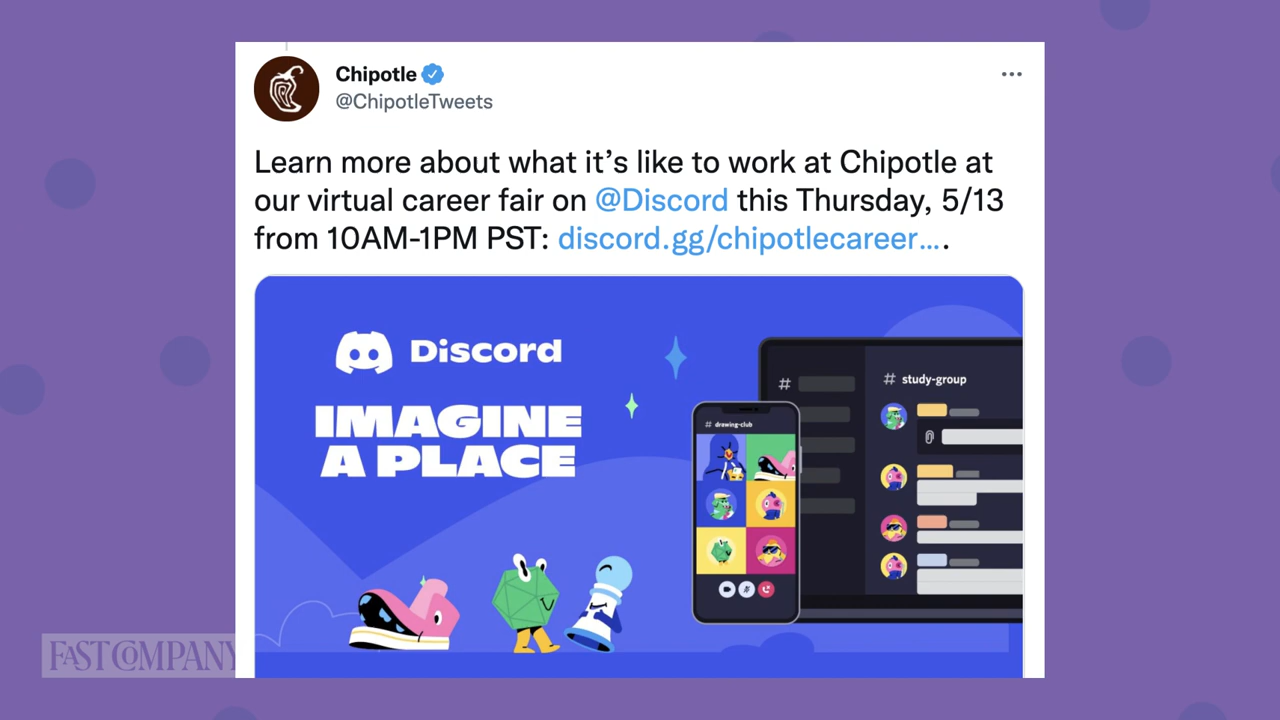 Chipotle
@ChipotleTweets
Learn more about what it’s like to work at Chipotle at
our virtual career fair on @Discord this Thursday, 5/13
from 10AM-1PM PST: discord.gg/chipotlecareer….
Discord
IMAGINE
A PLACE
# study-group
# drawing-club
#
FAST COMPANY